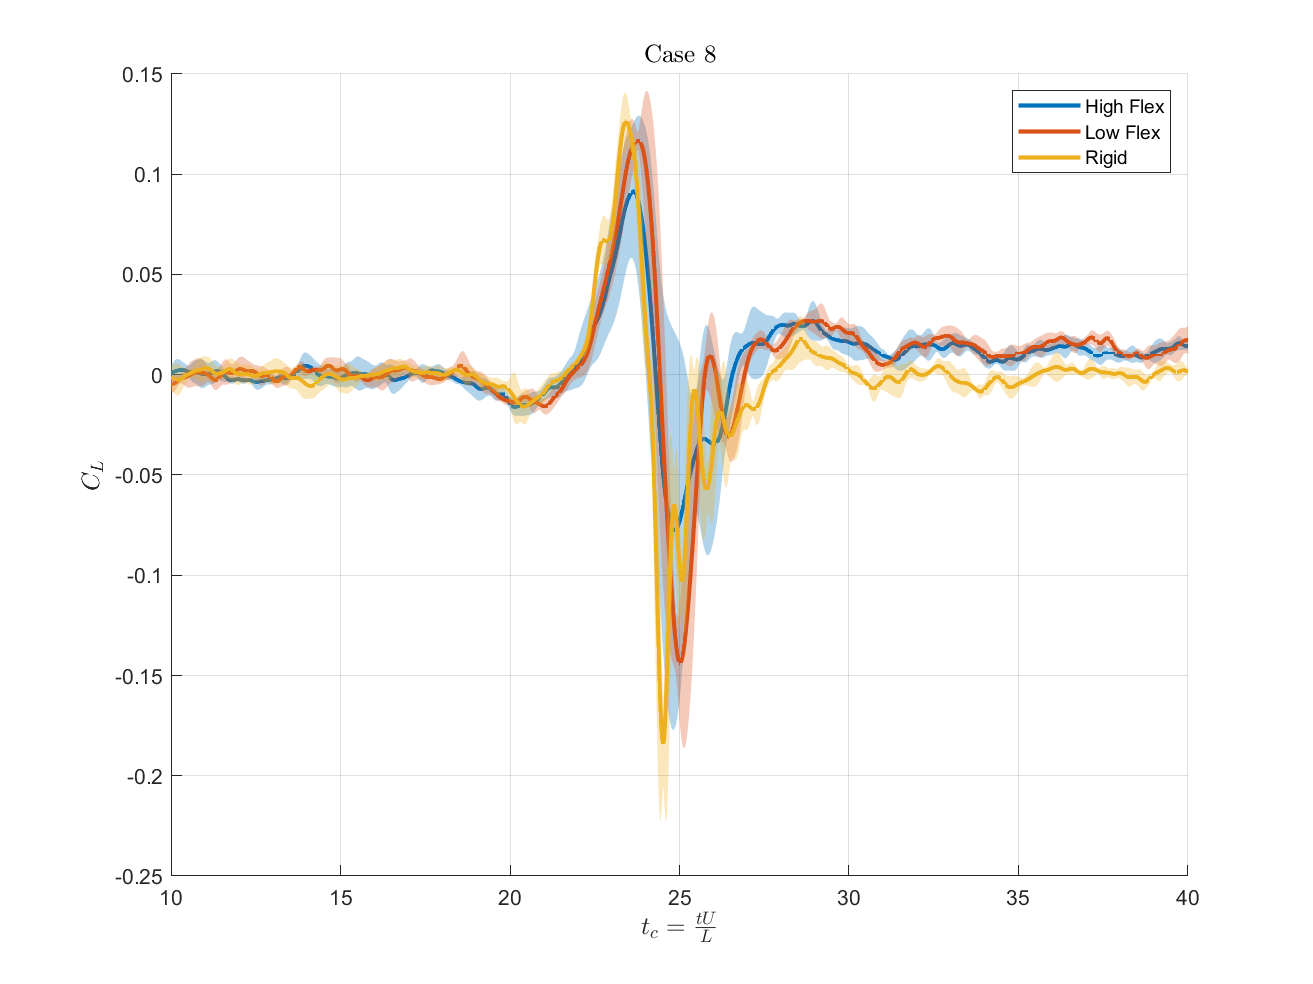 Case 8
High Flex
Low Flex
Rigid
0.15
0.1
0.05
0
-0.05
-0.1
-0.15
-0.2
-0.25
C_L
10 15 20 25 30 35 40
t_c = \frac{tU}{L}